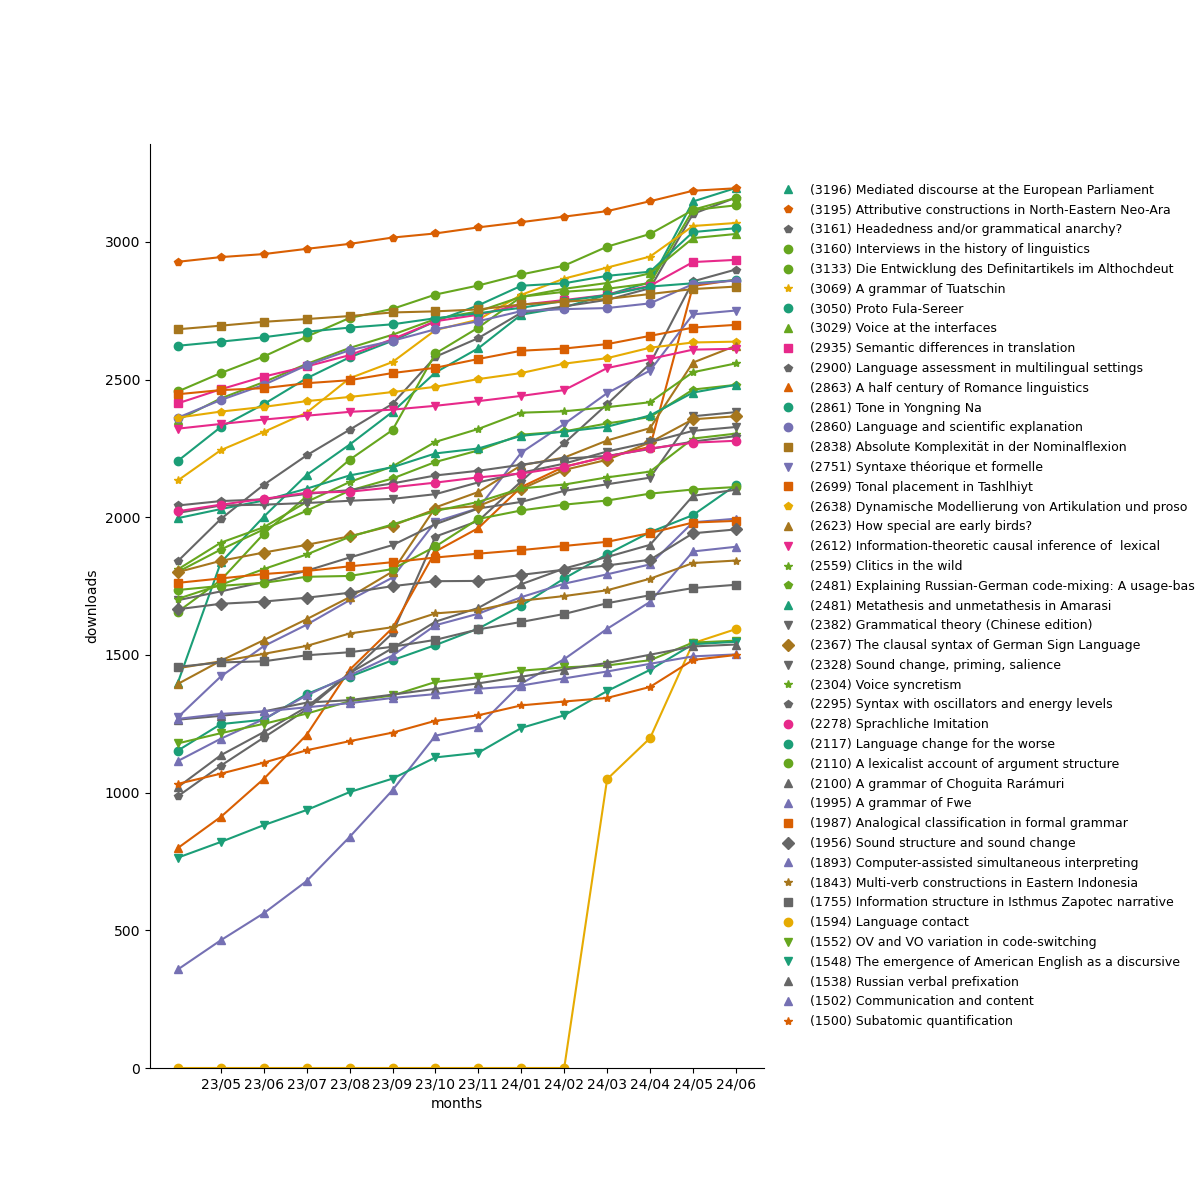 (3196) Mediated discourse at the European Parliament
(3195) Attributive constructions in North-Eastern Neo-Ara
(3161) Headedness and/or grammatical anarchy?
(3160) Interviews in the history of linguistics
(3133) Die Entwicklung des Definitartikels im Althochdeut
(3069) A grammar of Tuatschin
(3050) Proto Fula-Sereer
(3029) Voice at the interfaces
(2935) Semantic differences in translation
(2900) Language assessment in multilingual settings
(2863) A half century of Romance linguistics
(2861) Tone in Yongning Na
(2860) Language and scientific explanation
(2838) Absolute Komplexität in der Nominalflexion
(2751) Syntaxe théorique et formelle
(2699) Tonal placement in Tashlhiyt
(2638) Dynamische Modellierung von Artikulation und proso
(2623) How special are early birds?
(2612) Information-theoretic causal inference of  lexical
(2559) Clitics in the wild
(2481) Explaining Russian-German code-mixing: A usage-bas
(2481) Metathesis and unmetathesis in Amarasi
(2382) Grammatical theory (Chinese edition)
(2367) The clausal syntax of German Sign Language
(2328) Sound change, priming, salience
(2304) Voice syncretism
(2295) Syntax with oscillators and energy levels
(2278) Sprachliche Imitation
(2117) Language change for the worse
(2110) A lexicalist account of argument structure
(2100) A grammar of Choguita Rarámuri
(1995) A grammar of Fwe
(1987) Analogical classification in formal grammar
(1956) Sound structure and sound change
(1893) Computer-assisted simultaneous interpreting
(1843) Multi-verb constructions in Eastern Indonesia
(1755) Information structure in Isthmus Zapotec narrative
(1594) Language contact
(1552) OV and VO variation in code-switching
(1548) The emergence of American English as a discursive
(1538) Russian verbal prefixation
(1502) Communication and content
(1500) Subatomic quantification
3000
2500
2000
1500
1000
500
0
downloads
23/05 23/06 23/07 23/08 23/09 23/10 23/11 24/01 24/02 24/03 24/04 24/05 24/06
months